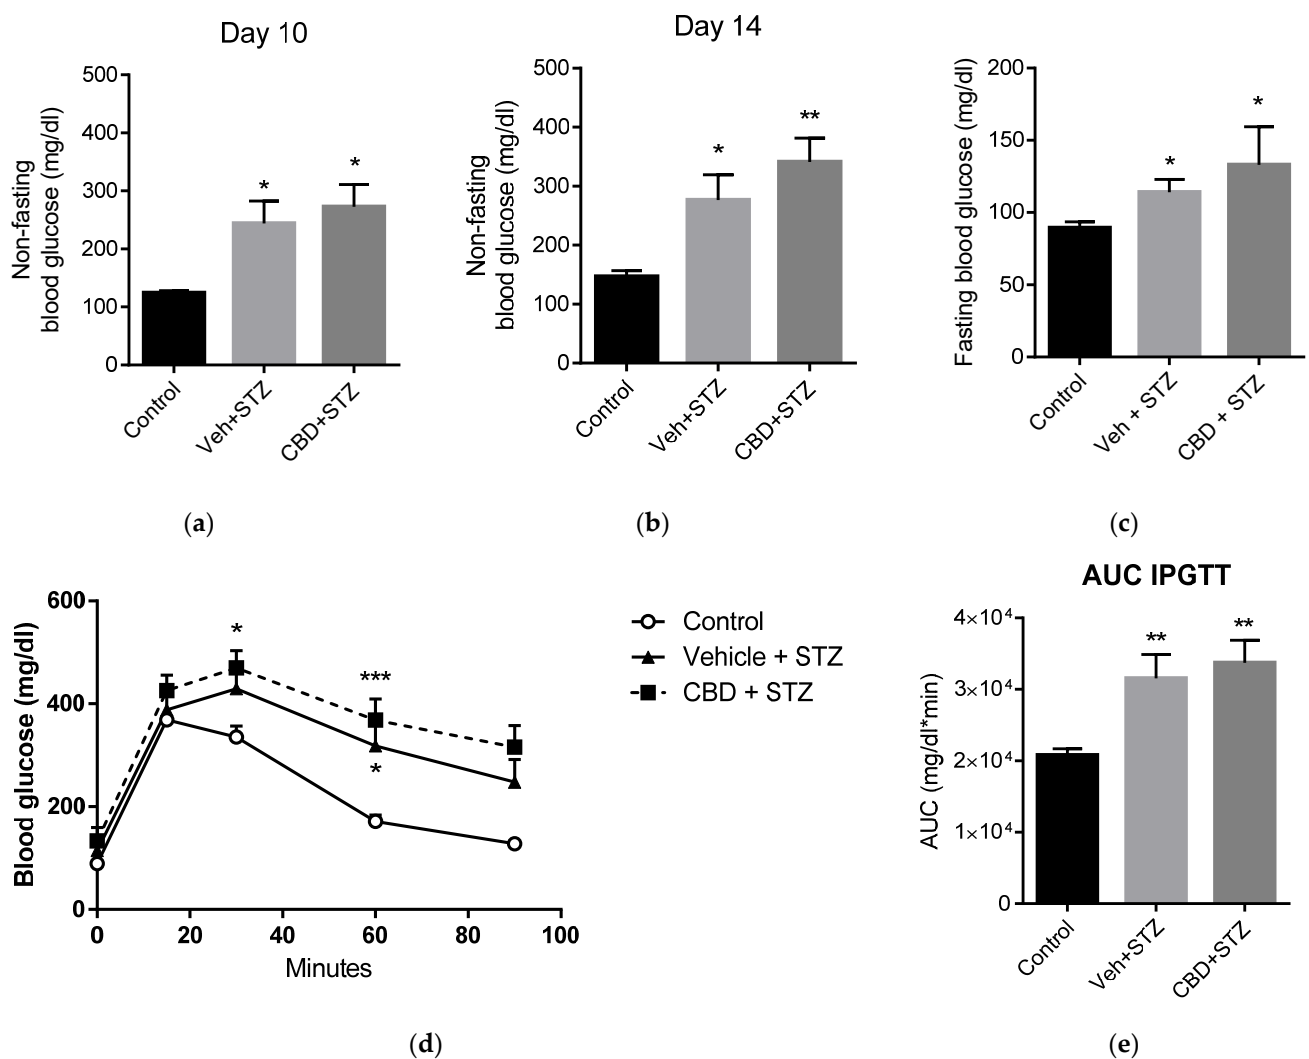 Day 10
Non-fasting
blood glucose (mg/dl)
500
400
300
200
100
0
*
*
Control
Veh+STZ
CBD+STZ
(a)
Day 14
Non-fasting
blood glucose (mg/dl)
500
400
300
200
100
0
*
**
Control
Veh+STZ
CBD+STZ
(b)
Fasting blood glucose (mg/dl)
200
150
100
50
0
*
*
Control
Veh + STZ
CBD + STZ
(c)
Blood glucose (mg/dl)
600
400
200
0
*
***
*
0 20 40 60 80 100
Minutes
Control
Vehicle + STZ
CBD + STZ
(d)
AUC IPGTT
AUC (mg/dl*min)
4×10⁴
3×10⁴
2×10⁴
1×10⁴
0
**
**
Control
Veh+STZ
CBD+STZ
(e)